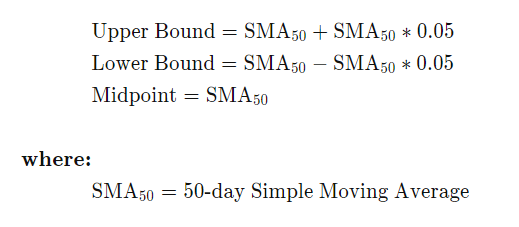 Upper Bound = SMA₅₀ + SMA₅₀ * 0.05
Lower Bound = SMA₅₀ − SMA₅₀ * 0.05
Midpoint = SMA₅₀
where:
SMA₅₀ = 50-day Simple Moving Average